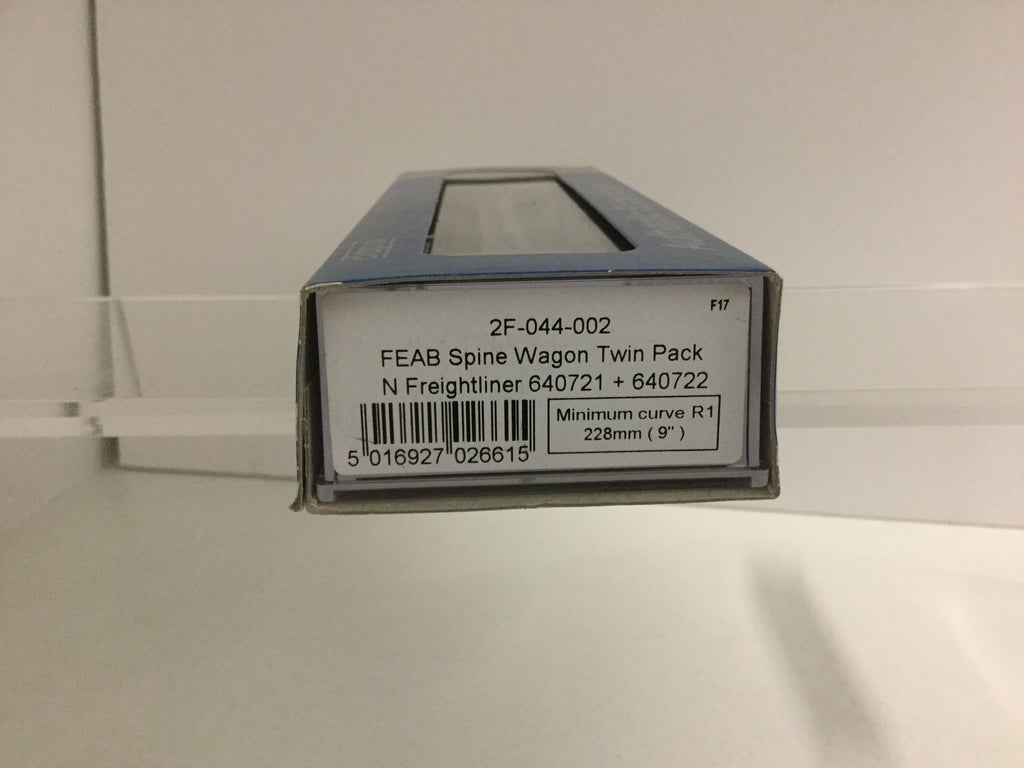 F17
2F-044-002
FEAB Spine Wagon Twin Pack
N Freightliner 640721 + 640722
Minimum curve R1
228mm ( 9" )
5 016927 026615